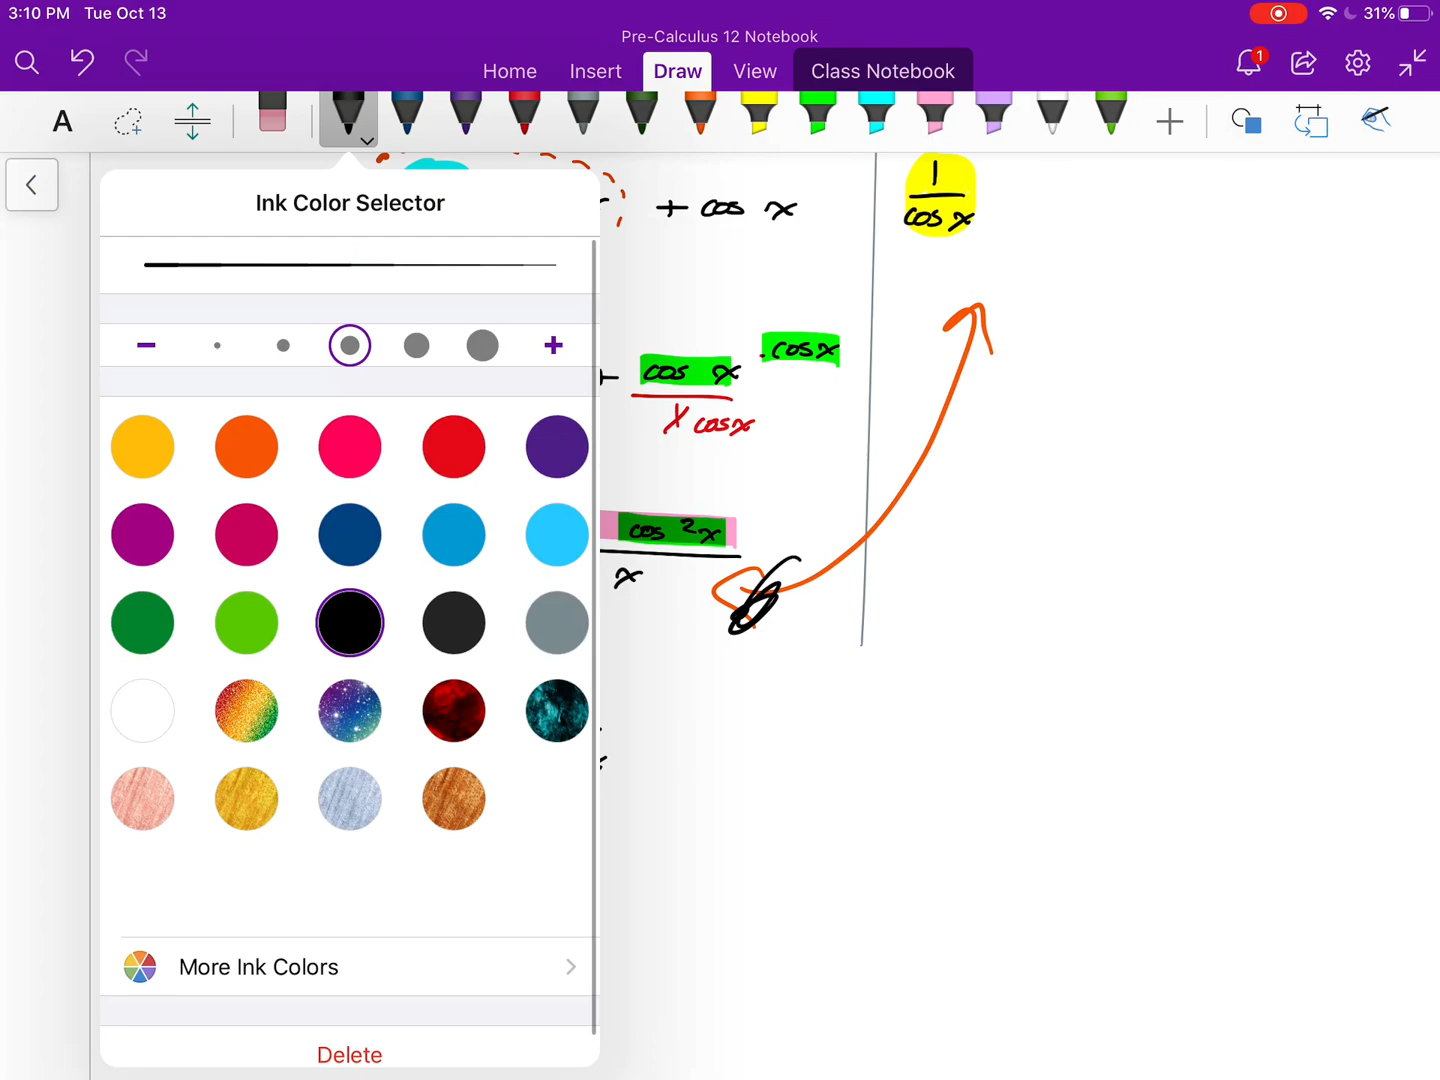 3:10 PM Tue Oct 13
31%
Pre-Calculus 12 Notebook
Home Insert Draw View Class Notebook
1
A
Ink Color Selector
More Ink Colors
Delete
+ cos x
1
cos x
+ cos x . cos x
x cos x
cos ²x
x